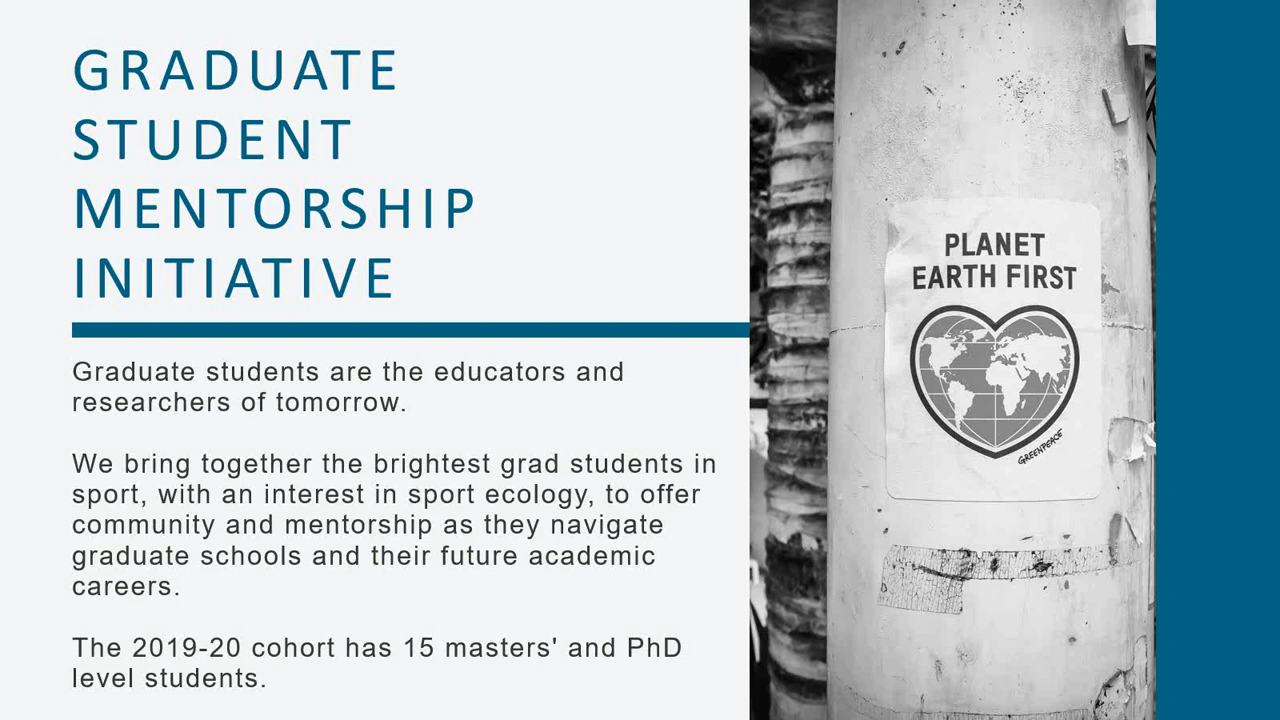 GRADUATE
STUDENT
MENTORSHIP
INITIATIVE
Graduate students are the educators and
researchers of tomorrow.
We bring together the brightest grad students in
sport, with an interest in sport ecology, to offer
community and mentorship as they navigate
graduate schools and their future academic
careers.
The 2019-20 cohort has 15 masters' and PhD
level students.
PLANET
EARTH FIRST
GREENPEACE